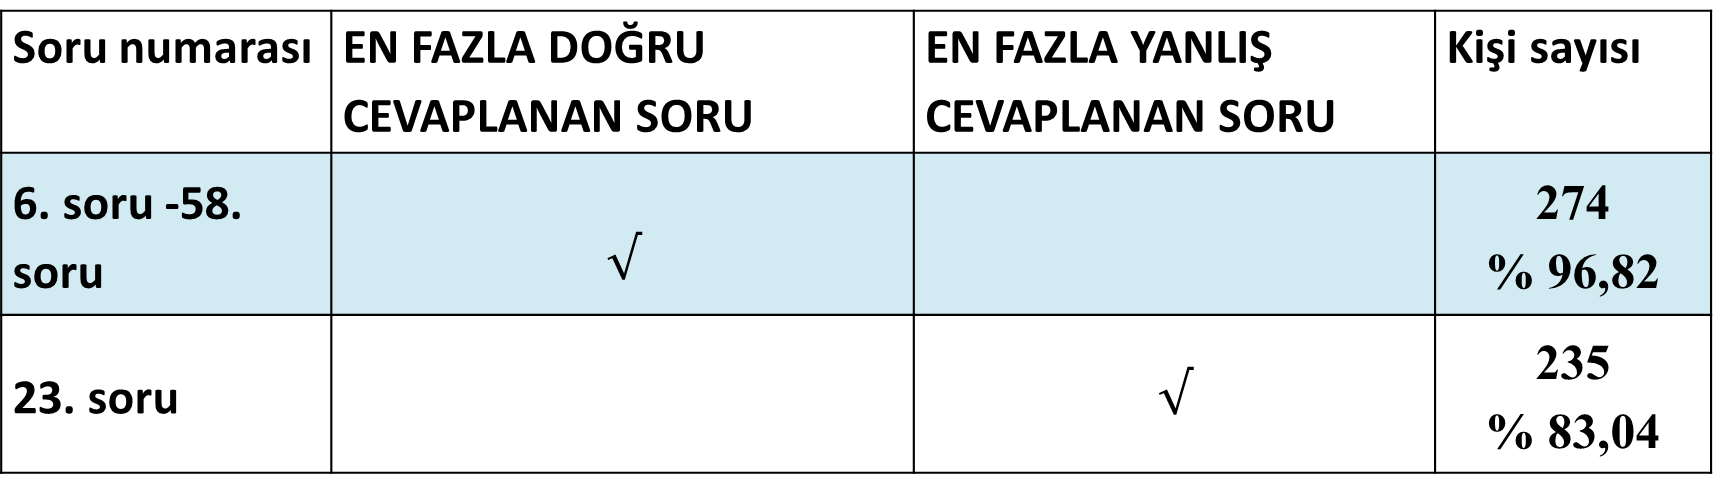 Soru numarası
EN FAZLA DOĞRU
CEVAPLANAN SORU
EN FAZLA YANLIŞ
CEVAPLANAN SORU
Kişi sayısı
6. soru -58.
soru
√
274
% 96,82
23. soru
√
235
% 83,04